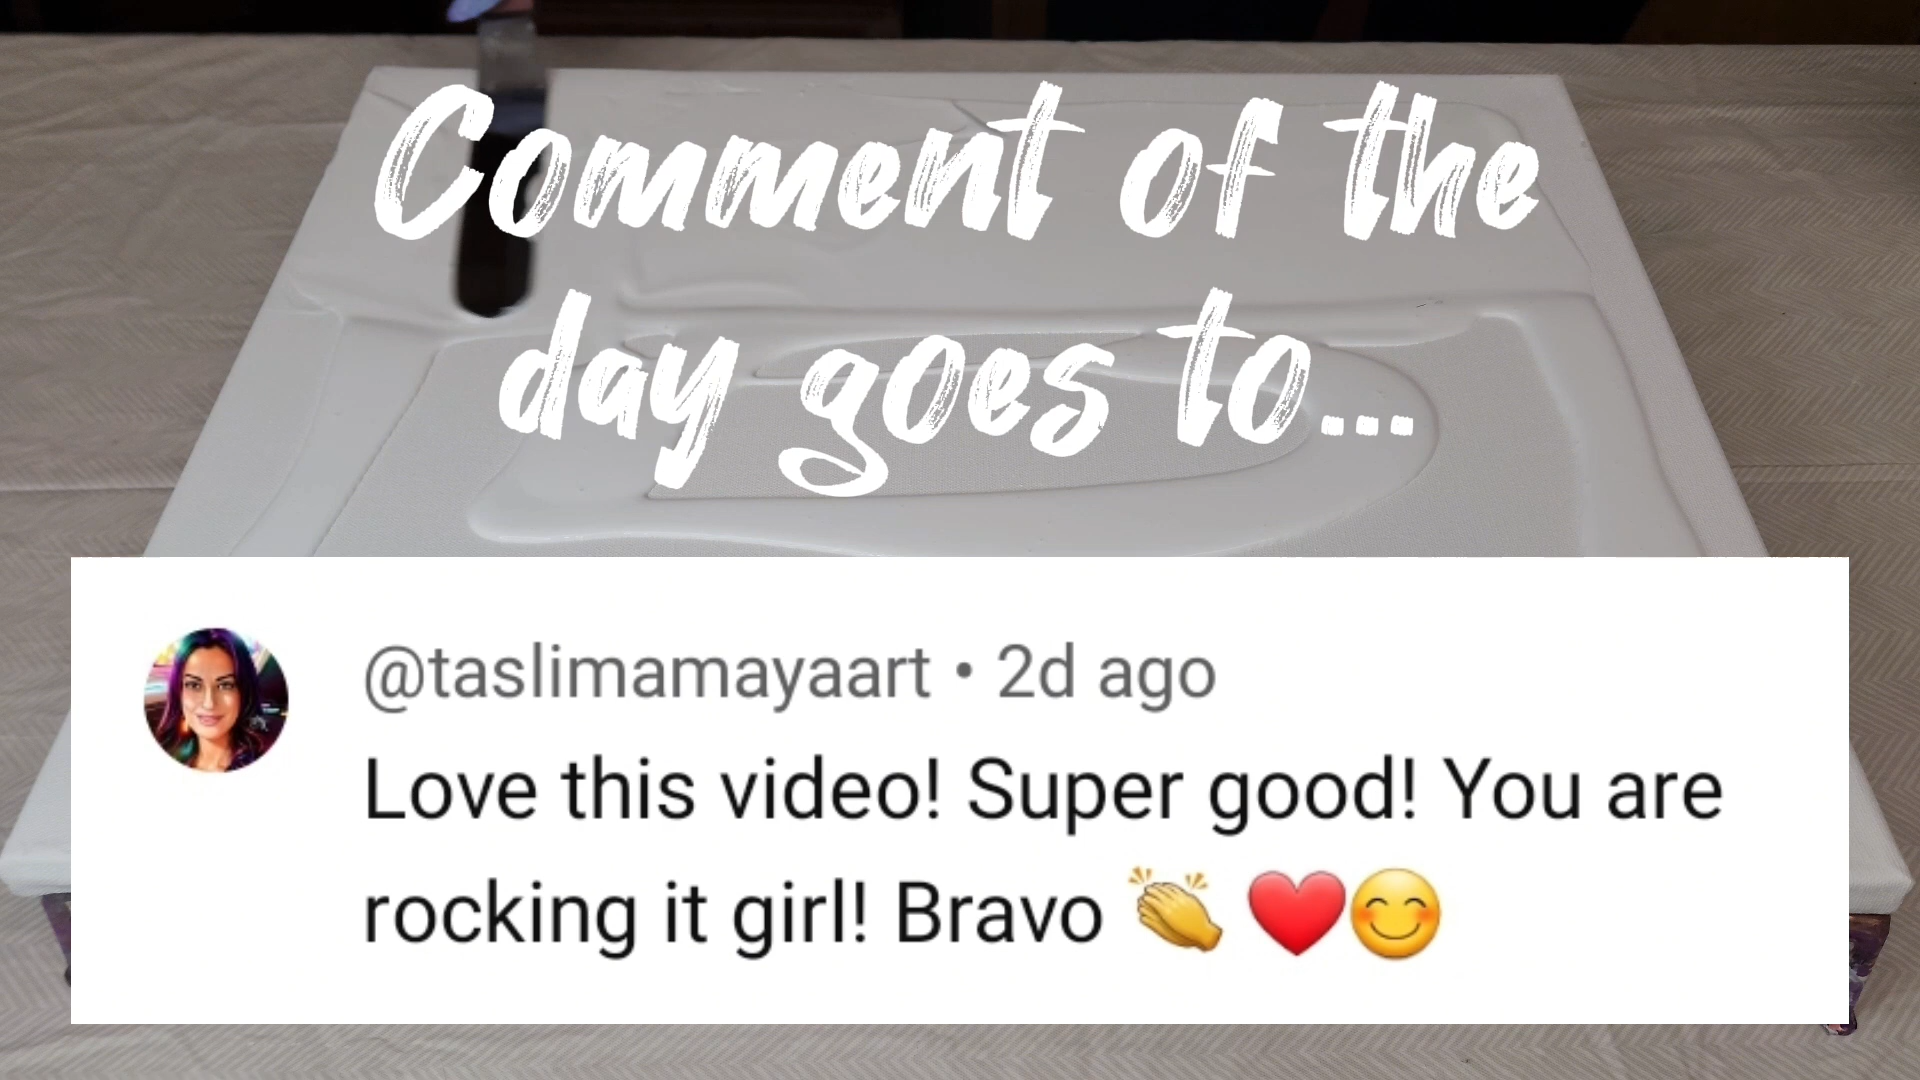 Comment of the
day goes to...
@taslimamayaart • 2d ago
Love this video! Super good! You are
rocking it girl! Bravo 👏 ❤️😊